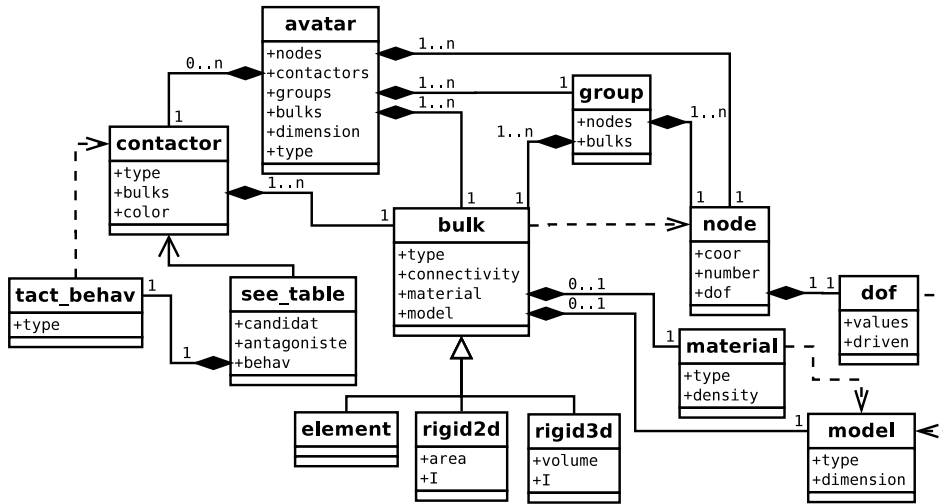 avatar
+nodes
+contactors
+groups
+bulks
+dimension
+type
1..n
0..n
1..n
1
1..n
group
+nodes
+bulks
1..n
1..n
1
contactor
+type
+bulks
+color
1..n
1
1
1
1
1
bulk
+type
+connectivity
+material
+model
0..1
0..1
node
+coor
+number
+dof
1
1
dof
+values
+driven
tact_behav
+type
1
1
see_table
+candidat
+antagoniste
+behav
1
material
+type
+density
1
model
+type
+dimension
element
rigid2d
+area
+I
rigid3d
+volume
+I